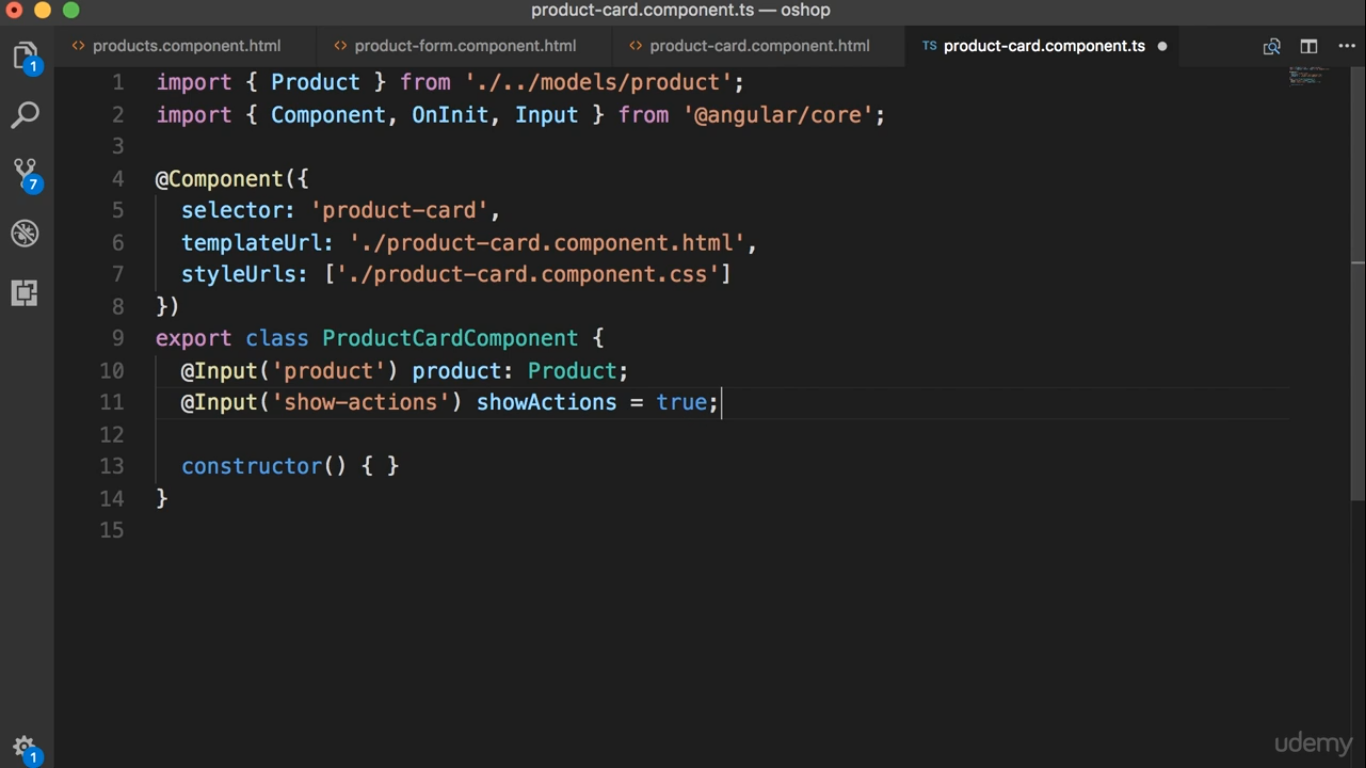 product-card.component.ts — oshop
products.component.html
product-form.component.html
product-card.component.html
TS product-card.component.ts
1 import { Product } from './../models/product';
2 import { Component, OnInit, Input } from '@angular/core';
3
4 @Component({
5 selector: 'product-card',
6 templateUrl: './product-card.component.html',
7 styleUrls: ['./product-card.component.css']
8 })
9 export class ProductCardComponent {
10 @Input('product') product: Product;
11 @Input('show-actions') showActions = true;
12
13 constructor() { }
14 }
15
1
7
1
udemy